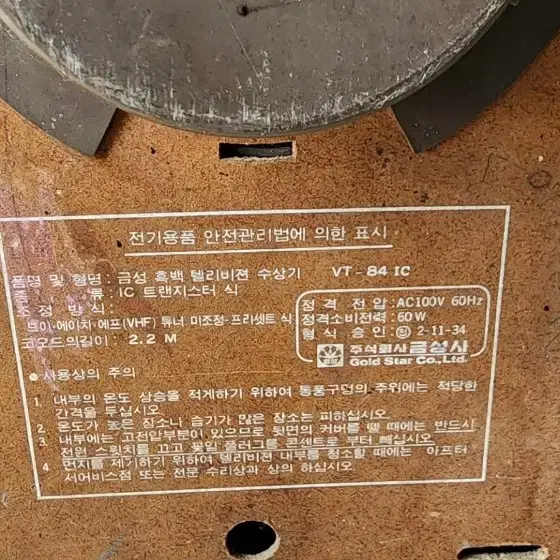 전기용품 안전관리법에 의한 표시
품명 및 형명 : 금성 흑백 텔리비젼 수상기 VT-84 IC
종 류 : IC 트랜지스터 식
조 정 방 식 :
브이·에이치·에프(VHF) 튜너 미조정·프리셋트 식
코오드의길이 : 2.2 M
정 격 전 압 : AC100V 60Hz
정격소비전력 : 60W
형 식 승 인 : 2-11-34
주식회사 금성사
Gold Star Co., Ltd.
● 사용상의 주의
1. 내부의 온도 상승을 적게하기 위하여 통풍구멍의 주위에는 적당한
간격을 두십시오.
2. 온도가 높은 장소나 습기가 많은 장소는 피하십시오.
3. 내부에는 고전압부분이 있으므로 뒷면의 커버를 뗄 때에는 반드시
전원 스윗치를 끄고 꽂임 플러그를 콘센트로 부터 빼십시오.
4. 먼지를 제거하기 위하여 텔리비젼 내부를 청소할 때에는 아프터
서어비스점 또는 전문 수리상과 상의 하십시오.